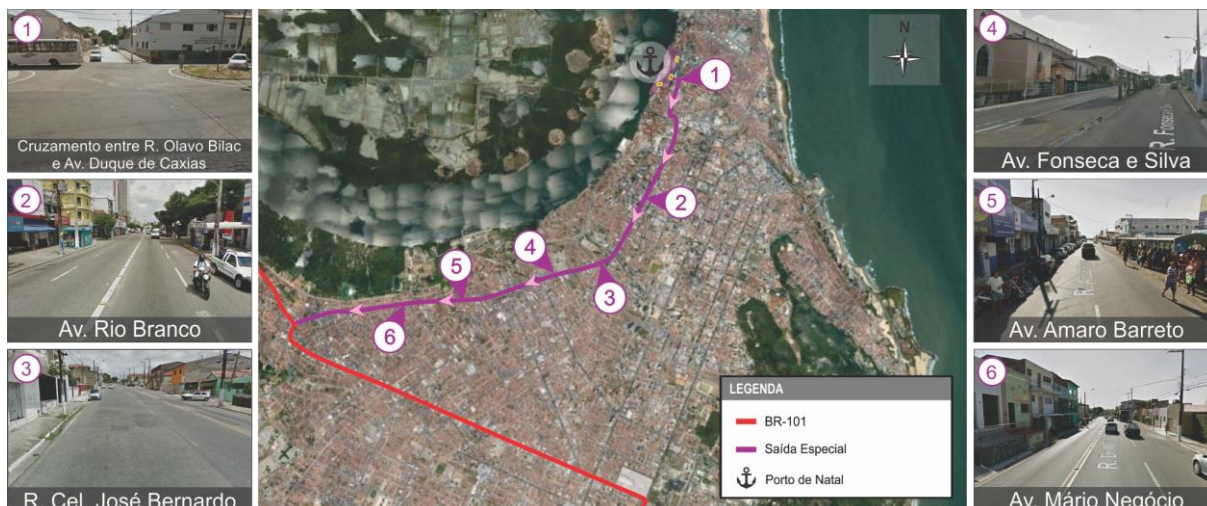 1
Cruzamento entre R. Olavo Bilac
e Av. Duque de Caxias
2
Av. Rio Branco
3
R. Cel. José Bernardo
N
1
2
3
4
5
6
LEGENDA
BR-101
Saída Especial
Porto de Natal
4
R. Fonseca e Silva
Av. Fonseca e Silva
5
Av. Amaro Barreto
6
Av. Mário Negócio